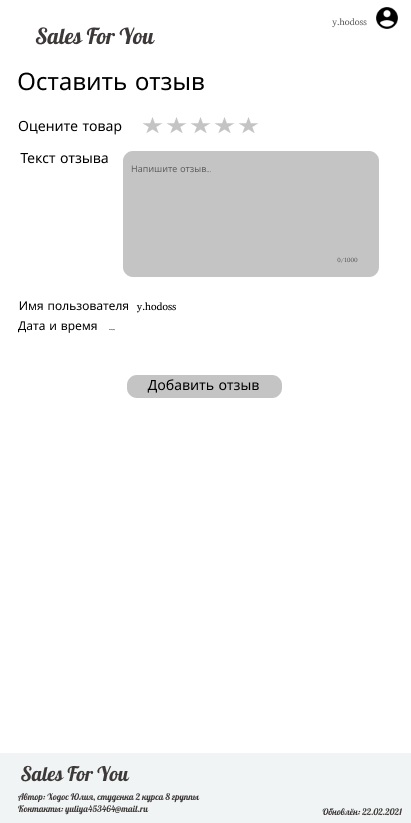 y.hodoss
Sales For You
Оставить отзыв
Оцените товар
Текст отзыва
Напишите отзыв..
0/1000
Имя пользователя y.hodoss
Дата и время _
Добавить отзыв
Sales For You
Автор: Ходос Юлия, студенка 2 курса 8 группы
Контакты: yuliya453464@mail.ru
Обновлён: 22.02.2021